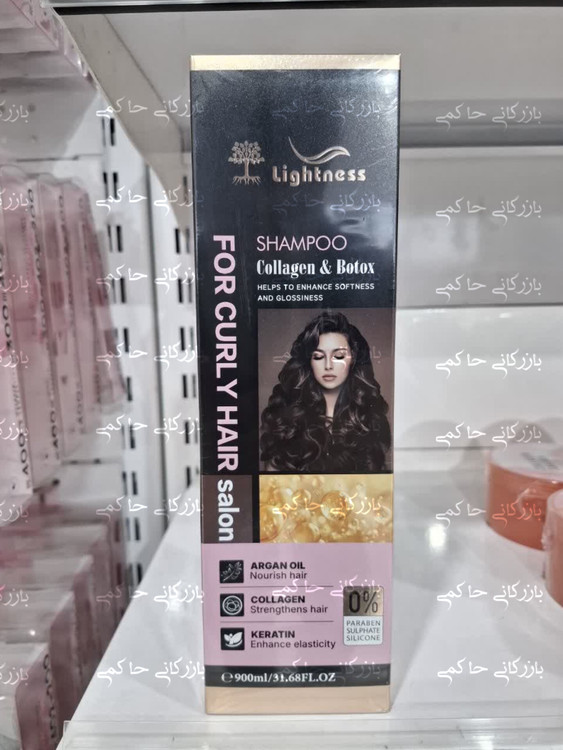 Lightness
SHAMPOO
Collagen & Botox
HELPS TO ENHANCE SOFTNESS
AND GLOSSINESS
FOR CURLY HAIR salon
ARGAN OIL
Nourish hair
COLLAGEN
Strengthens hair
KERATIN
Enhance elasticity
0%
PARABEN
SULPHATE
SILICONE
℮900ml/31.68FL.OZ
بازرگانی حاکمی